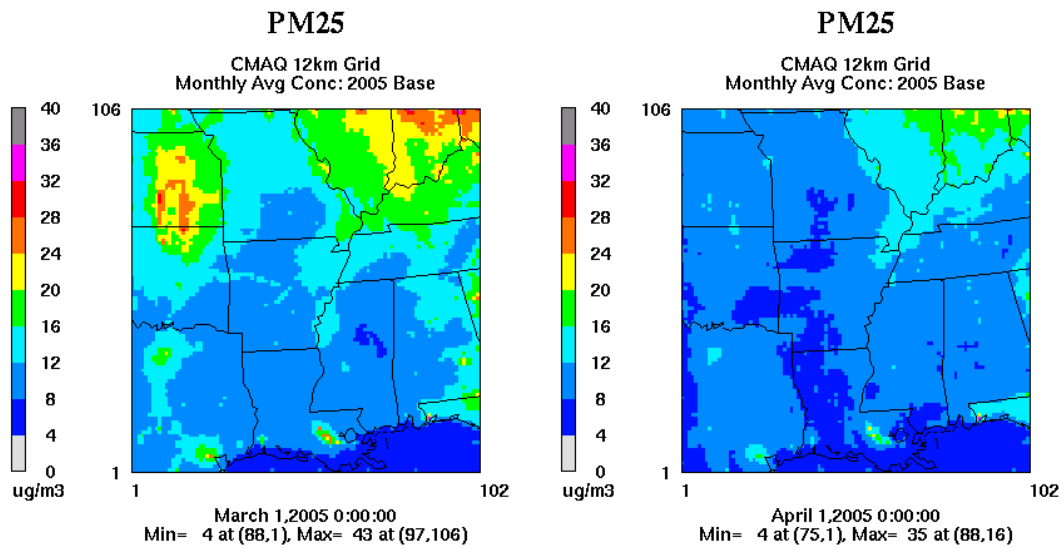 PM25
CMAQ 12km Grid
Monthly Avg Conc: 2005 Base
40
36
32
28
24
20
16
12
8
4
0
ug/m3
106
1
1
102
March 1,2005 0:00:00
Min= 4 at (88,1), Max= 43 at (97,106)
PM25
CMAQ 12km Grid
Monthly Avg Conc: 2005 Base
40
36
32
28
24
20
16
12
8
4
0
ug/m3
106
1
1
102
April 1,2005 0:00:00
Min= 4 at (75,1), Max= 35 at (88,16)